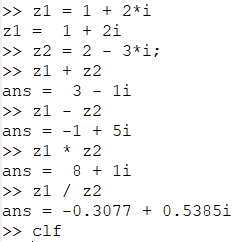 >> z1 = 1 + 2*i
z1 =  1 + 2i
>> z2 = 2 - 3*i;
>> z1 + z2
ans =  3 - 1i
>> z1 - z2
ans = -1 + 5i
>> z1 * z2
ans =  8 + 1i
>> z1 / z2
ans = -0.3077 + 0.5385i
>> clf